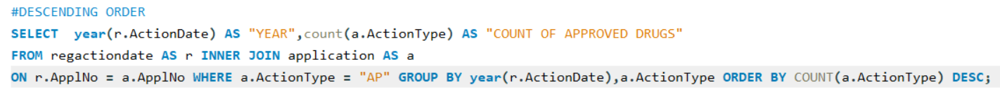 #DESCENDING ORDER
SELECT  year(r.ActionDate) AS "YEAR",count(a.ActionType) AS "COUNT OF APPROVED DRUGS"
FROM regactiondate AS r INNER JOIN application AS a
ON r.ApplNo = a.ApplNo WHERE a.ActionType = "AP" GROUP BY year(r.ActionDate),a.ActionType ORDER BY COUNT(a.ActionType) DESC;